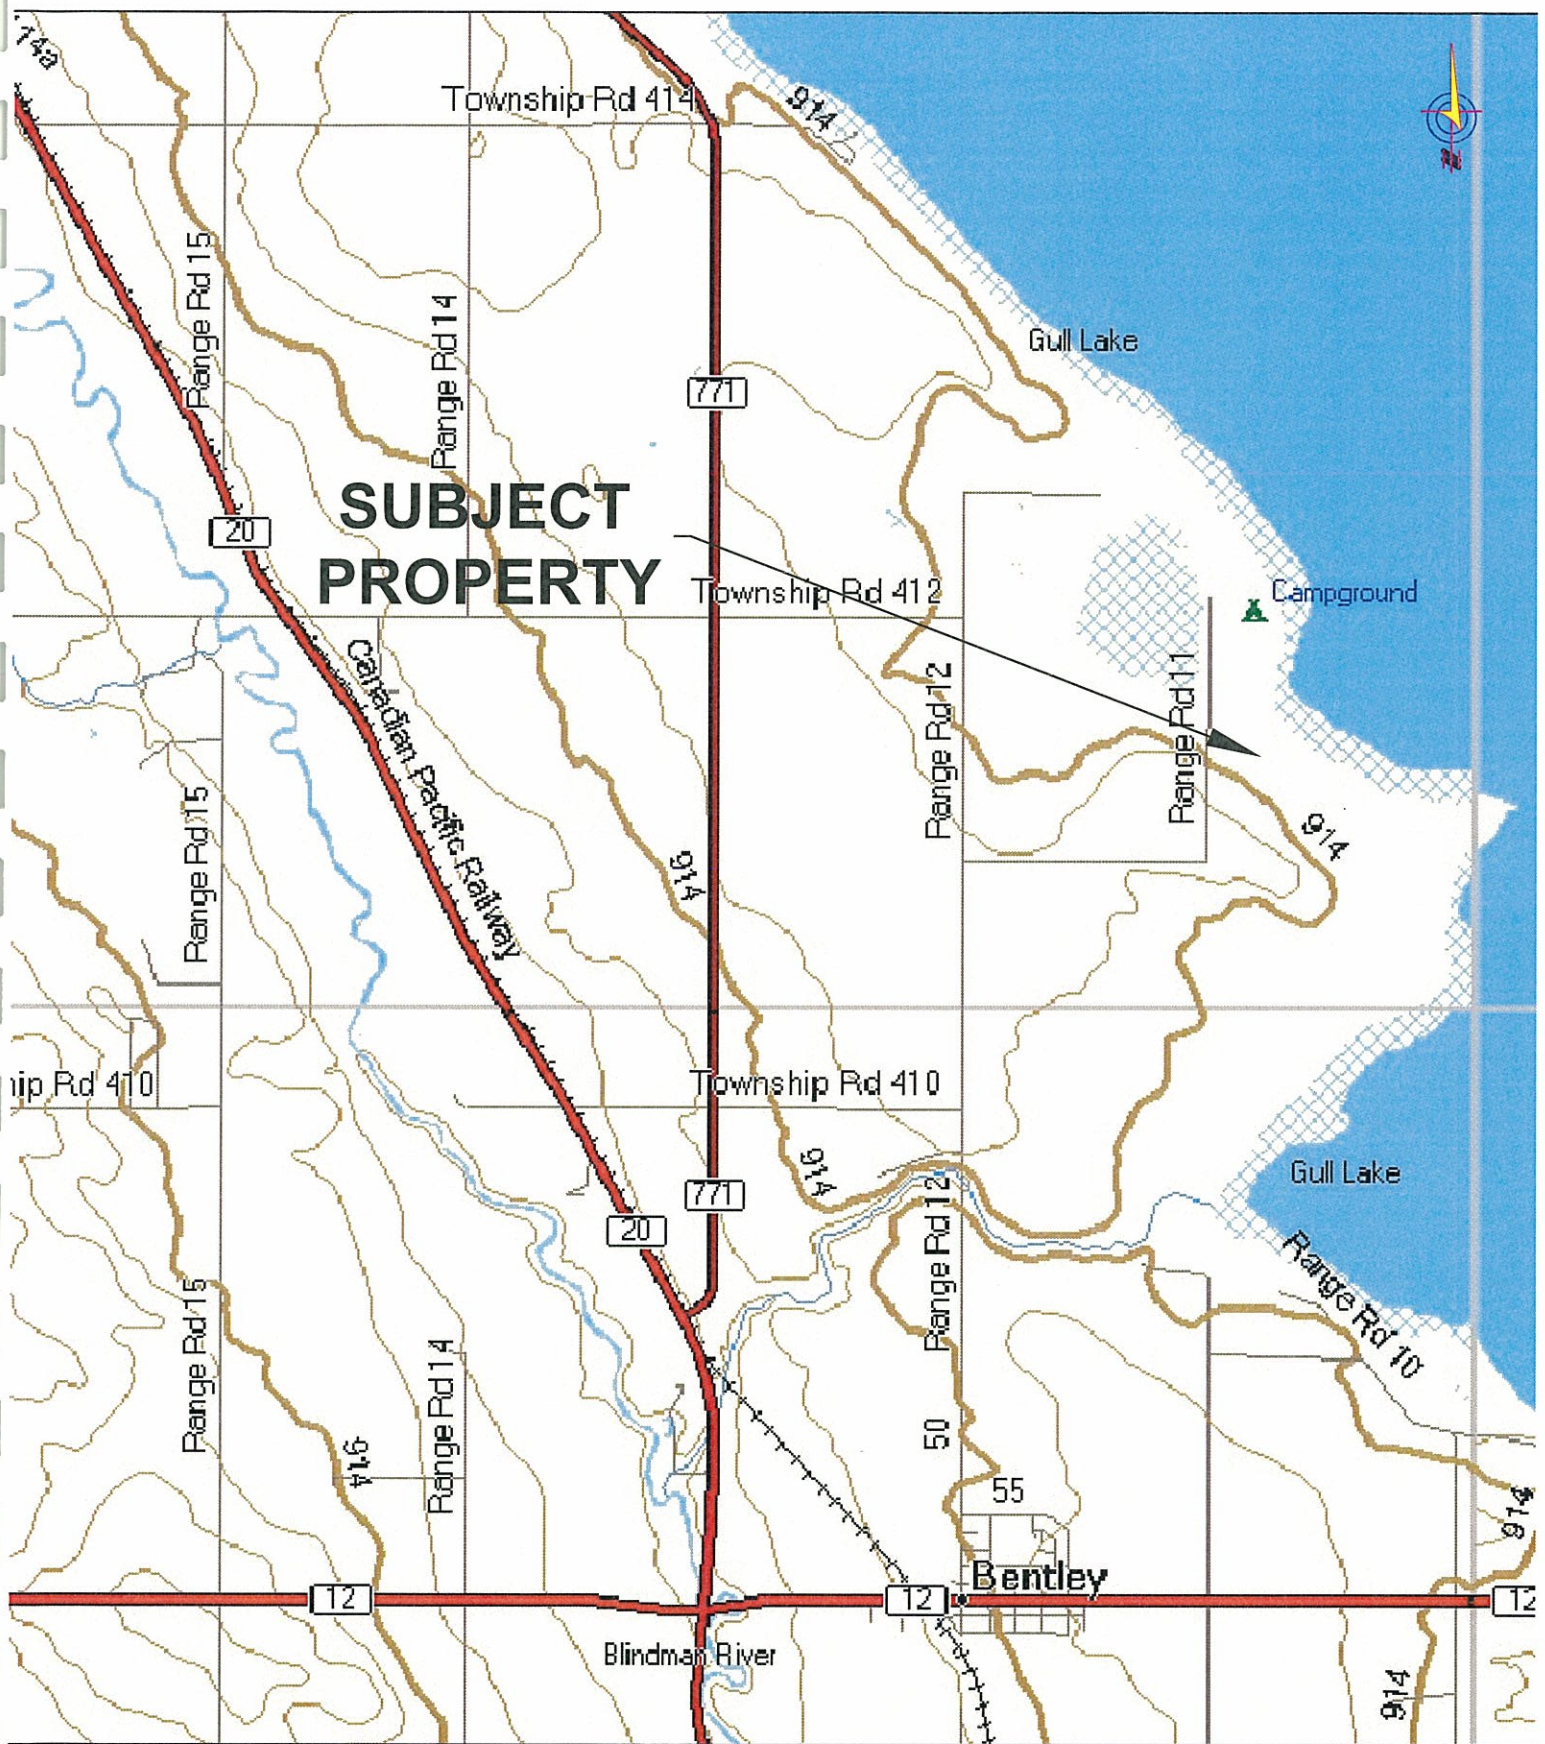 Township Rd 414
914
Range Rd 15
Gull Lake
Range Rd 14
771
SUBJECT
PROPERTY
20
Township Rd 412
Campground
Canadian Pacific Railway
Range Rd 12
Range Rd 11
Range Rd 15
914
914
hip Rd 410
Township Rd 410
914
Gull Lake
771
20
Range Rd 12
Range Rd 10
Range Rd 15
Range Rd 14
914
50
55
914
Bentley
12
12
12
Blindman River
914